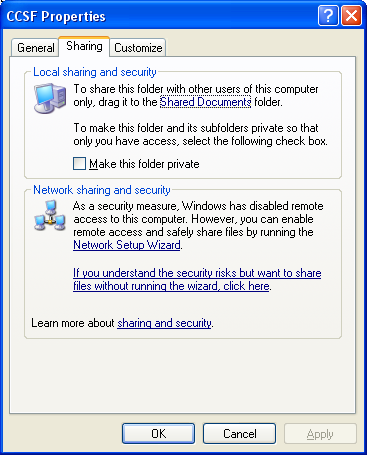 CCSF Properties
General
Sharing
Customize
Local sharing and security
To share this folder with other users of this computer
only, drag it to the Shared Documents folder.
To make this folder and its subfolders private so that
only you have access, select the following check box.
Make this folder private
Network sharing and security
As a security measure, Windows has disabled remote
access to this computer. However, you can enable
remote access and safely share files by running the
Network Setup Wizard.
If you understand the security risks but want to share
files without running the wizard, click here.
Learn more about sharing and security.
OK
Cancel
Apply